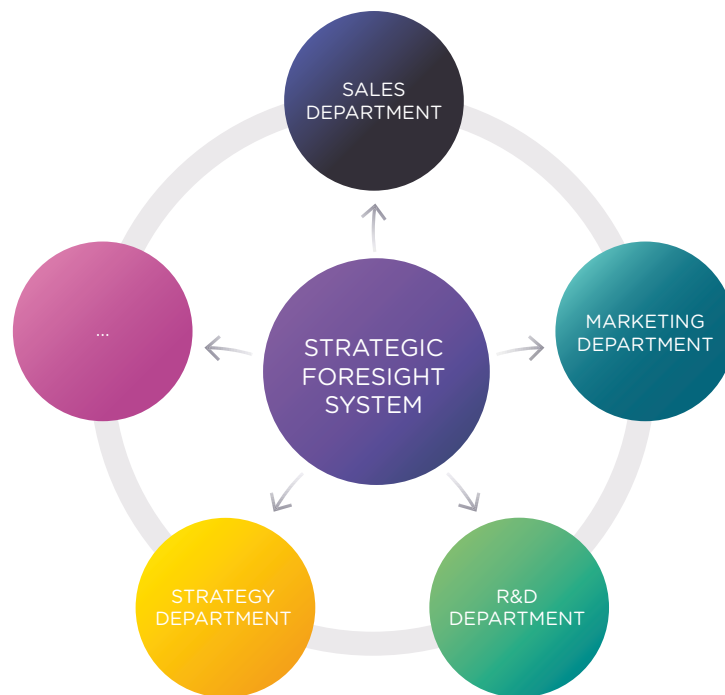 SALES
DEPARTMENT
...
STRATEGIC
FORESIGHT
SYSTEM
MARKETING
DEPARTMENT
STRATEGY
DEPARTMENT
R&D
DEPARTMENT